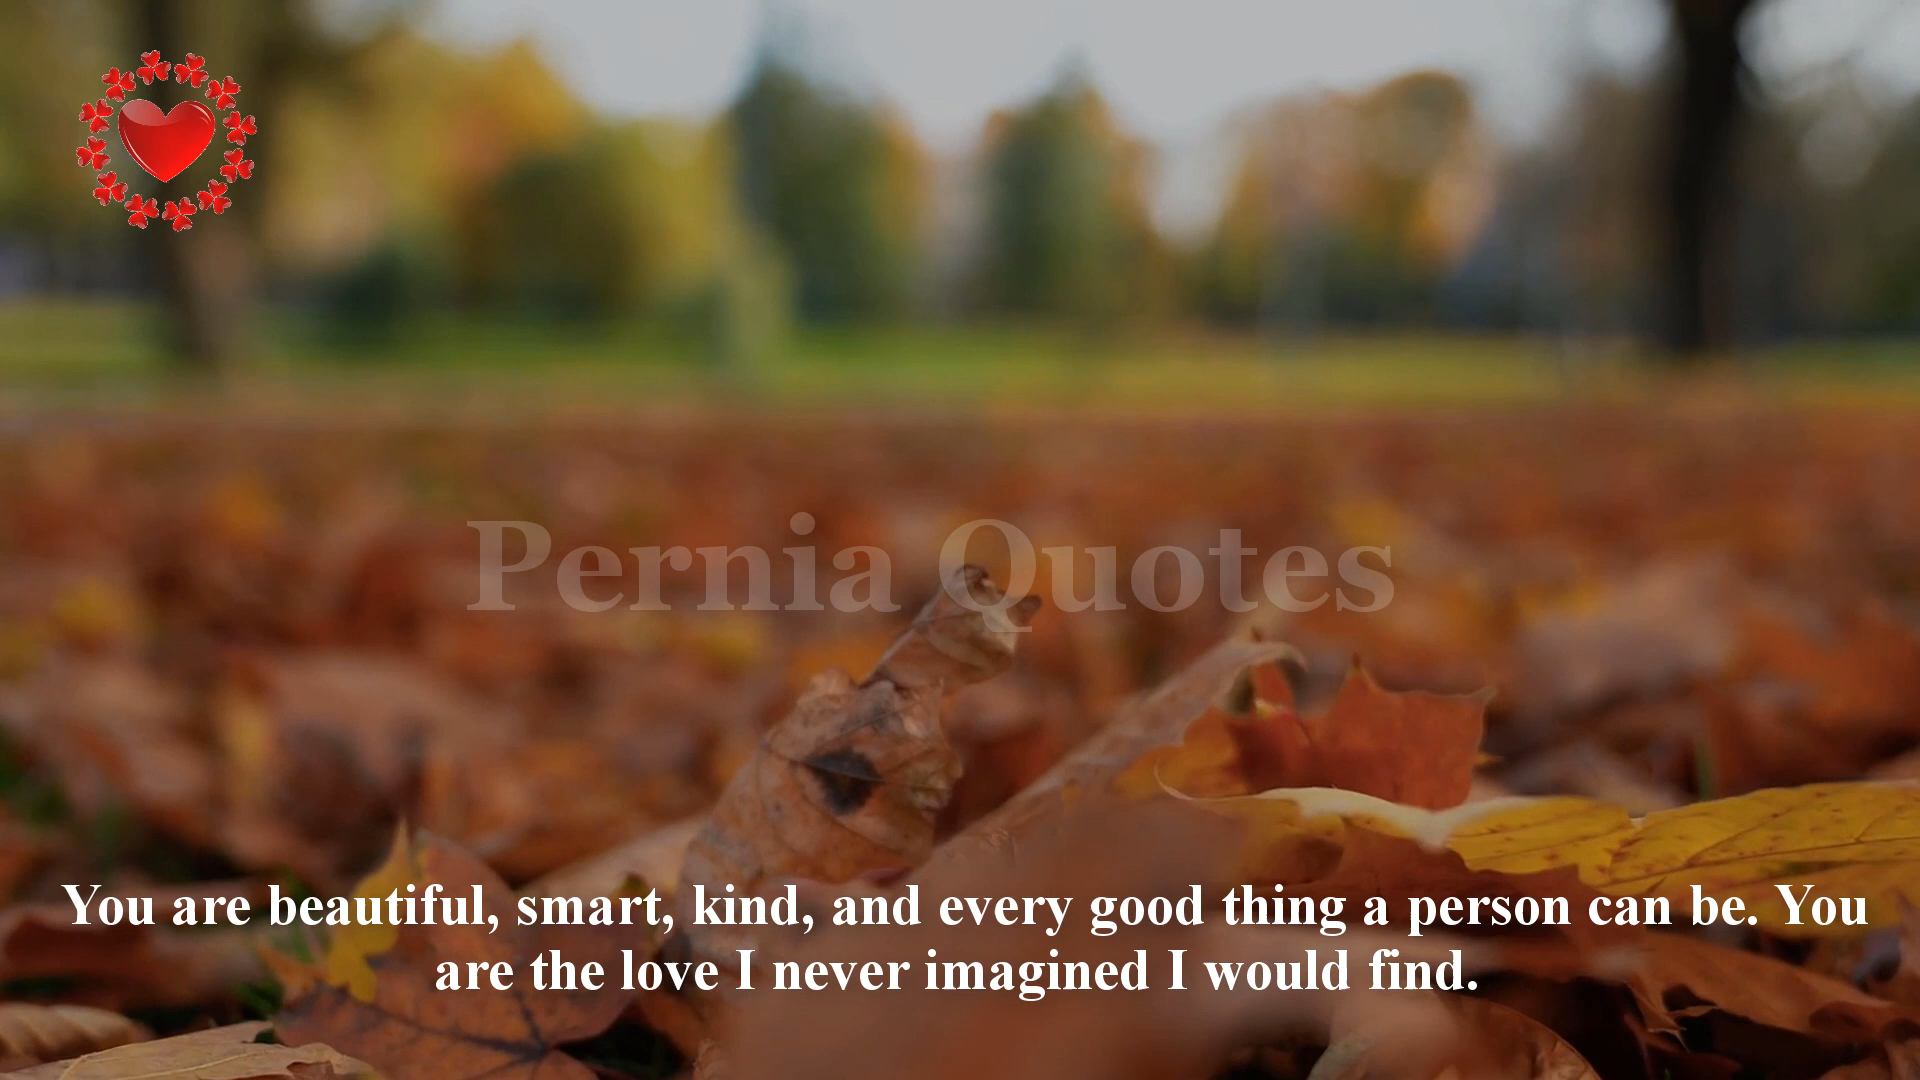 Pernia Quotes
You are beautiful, smart, kind, and every good thing a person can be. You
are the love I never imagined I would find.